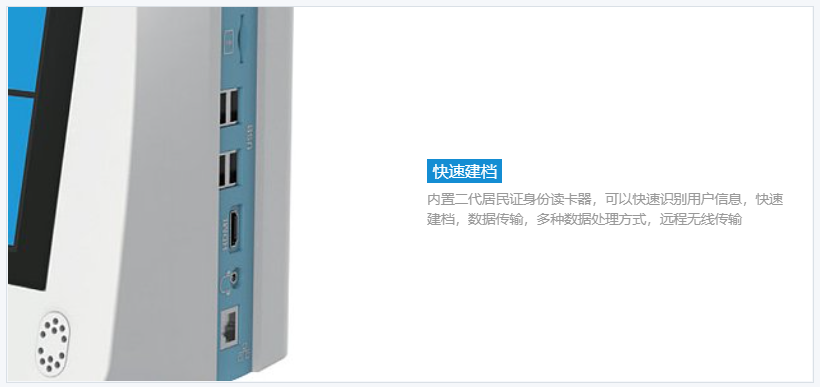 USB
HDMI
快速建档
内置二代居民证身份读卡器，可以快速识别用户信息，快速
建档，数据传输，多种数据处理方式，远程无线传输